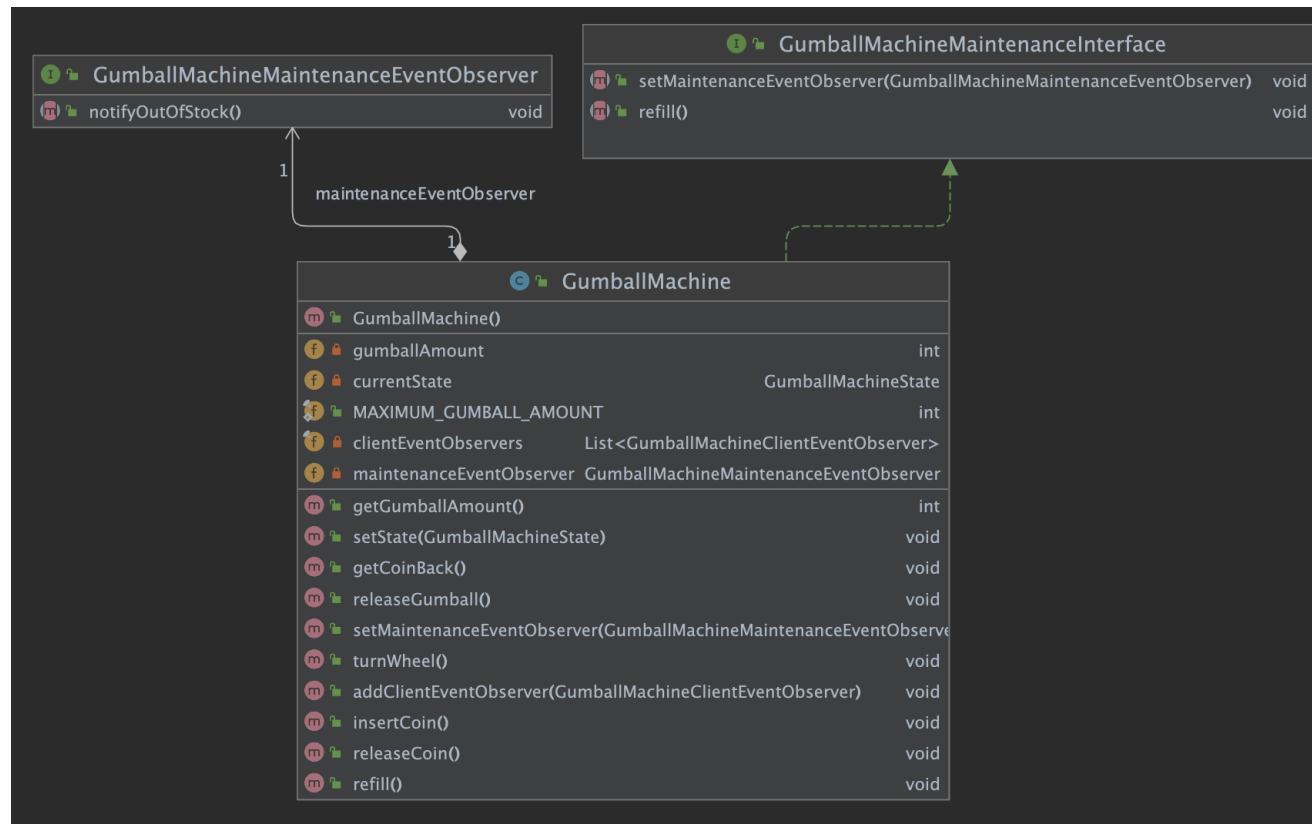 GumballMachineMaintenanceEventObserver
notifyOutOfStock() void
GumballMachineMaintenanceInterface
setMaintenanceEventObserver(GumballMachineMaintenanceEventObserver) void
refill() void
1
maintenanceEventObserver
1
GumballMachine
GumballMachine()
gumballAmount int
currentState GumballMachineState
MAXIMUM_GUMBALL_AMOUNT int
clientEventObservers List<GumballMachineClientEventObserver>
maintenanceEventObserver GumballMachineMaintenanceEventObserver
getGumballAmount() int
setState(GumballMachineState) void
getCoinBack() void
releaseGumball() void
setMaintenanceEventObserver(GumballMachineMaintenanceEventObserve
turnWheel() void
addClientEventObserver(GumballMachineClientEventObserver) void
insertCoin() void
releaseCoin() void
refill() void